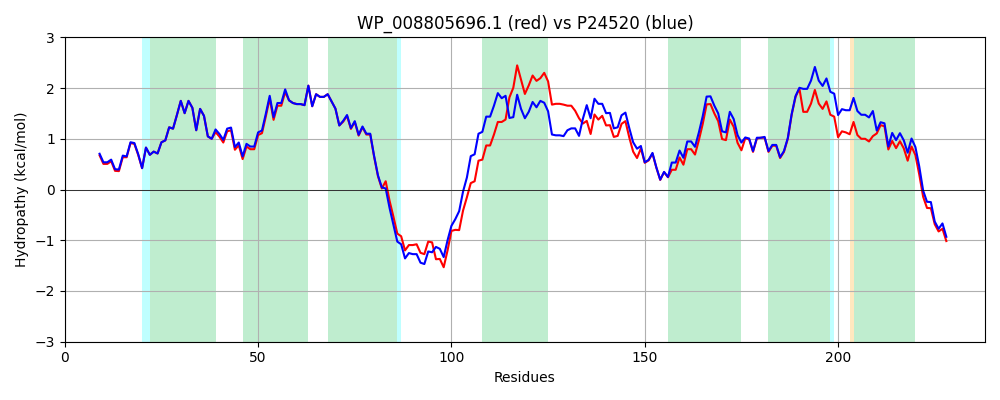 WP_008805696.1 (red) vs P24520 (blue)
3
2
1
0
−1
−2
−3
Hydropathy (kcal/mol)
0 50 100 150 200
Residues